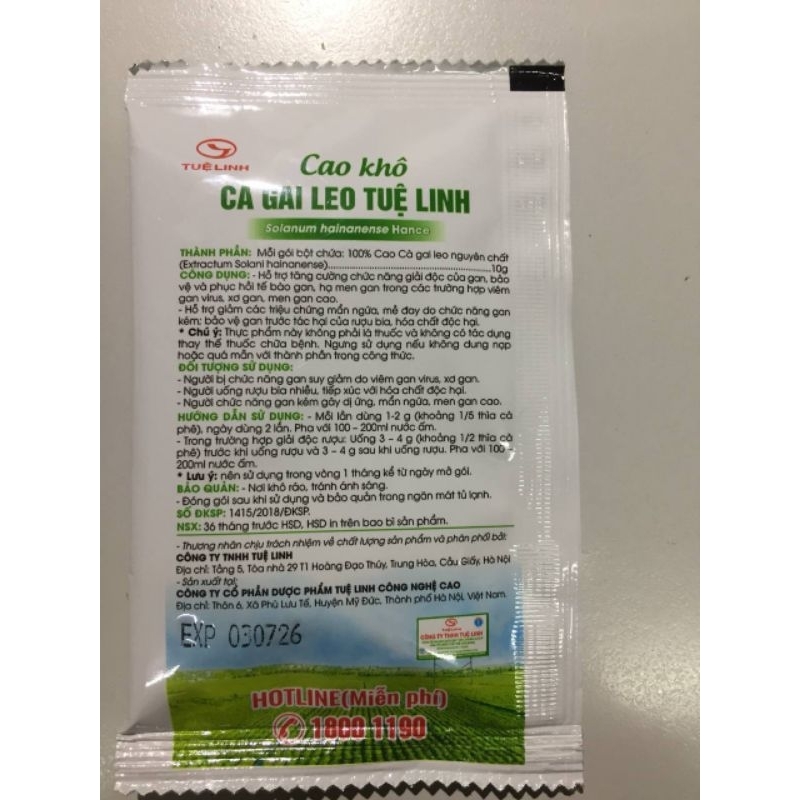 TUỆ LINH
Cao khô
CÀ GAI LEO TUỆ LINH
Solanum hainanense Hance
THÀNH PHẦN: Mỗi gói bột chứa: 100% Cao Cà gai leo nguyên chất
(Extractum Solani hainanense)..........................................10g
CÔNG DỤNG: - Hỗ trợ tăng cường chức năng giải độc của gan, bảo
vệ và phục hồi tế bào gan, hạ men gan trong các trường hợp viêm
gan virus, xơ gan, men gan cao.
- Hỗ trợ giảm các triệu chứng mẩn ngứa, mề đay do chức năng gan
kém; bảo vệ gan trước tác hại của rượu bia, hóa chất độc hại.
* Chú ý: Thực phẩm này không phải là thuốc và không có tác dụng
thay thế thuốc chữa bệnh. Ngưng sử dụng nếu không dung nạp
hoặc quá mẫn với thành phần trong công thức.
ĐỐI TƯỢNG SỬ DỤNG:
- Người bị chức năng gan suy giảm do viêm gan virus, xơ gan.
- Người uống rượu bia nhiều, tiếp xúc với hóa chất độc hại.
- Người chức năng gan kém gây dị ứng, mẩn ngứa, men gan cao.
HƯỚNG DẪN SỬ DỤNG: - Mỗi lần dùng 1-2 g (khoảng 1/5 thìa cà
phê), ngày dùng 2 lần. Pha với 100 - 200ml nước ấm.
- Trong trường hợp giải độc rượu: Uống 3 - 4 g (khoảng 1/2 thìa cà
phê) trước khi uống rượu và 3 - 4 g sau khi uống rượu. Pha với 100 -
200ml nước ấm.
* Lưu ý: nên sử dụng trong vòng 1 tháng kể từ ngày mở gói.
BẢO QUẢN: - Nơi khô ráo, tránh ánh sáng.
- Đóng gói sau khi sử dụng và bảo quản trong ngăn mát tủ lạnh.
SỐ ĐKSP: 1415/2018/ĐKSP.
NSX: 36 tháng trước HSD, HSD in trên bao bì sản phẩm.
- Thương nhân chịu trách nhiệm về chất lượng sản phẩm và phân phối bởi:
CÔNG TY TNHH TUỆ LINH
Địa chỉ: Tầng 5, Tòa nhà 29 T1 Hoàng Đạo Thúy, Trung Hòa, Cầu Giấy, Hà Nội
- Sản xuất tại:
CÔNG TY CỔ PHẦN DƯỢC PHẨM TUỆ LINH CÔNG NGHỆ CAO
Địa chỉ: Thôn 6, Xã Phù Lưu Tế, Huyện Mỹ Đức, Thành phố Hà Nội, Việt Nam.
EXP 030726
TUỆ LINH
CÔNG TY TNHH TUỆ LINH
HOTLINE(Miễn phí)
1800 1190